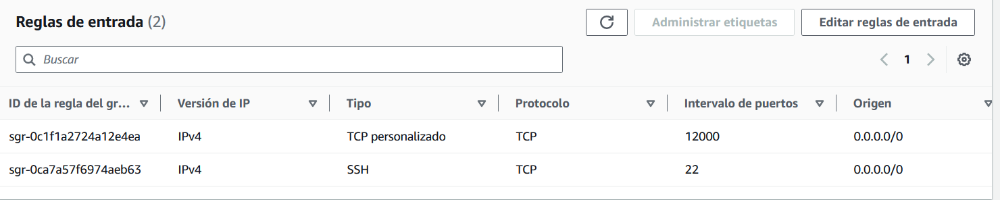 Reglas de entrada (2)
Administrar etiquetas
Editar reglas de entrada
Buscar
1
ID de la regla del gr... Versión de IP Tipo Protocolo Intervalo de puertos Origen
sgr-0c1f1a2724a12e4ea IPv4 TCP personalizado TCP 12000 0.0.0.0/0
sgr-0ca7a57f6974aeb63 IPv4 SSH TCP 22 0.0.0.0/0